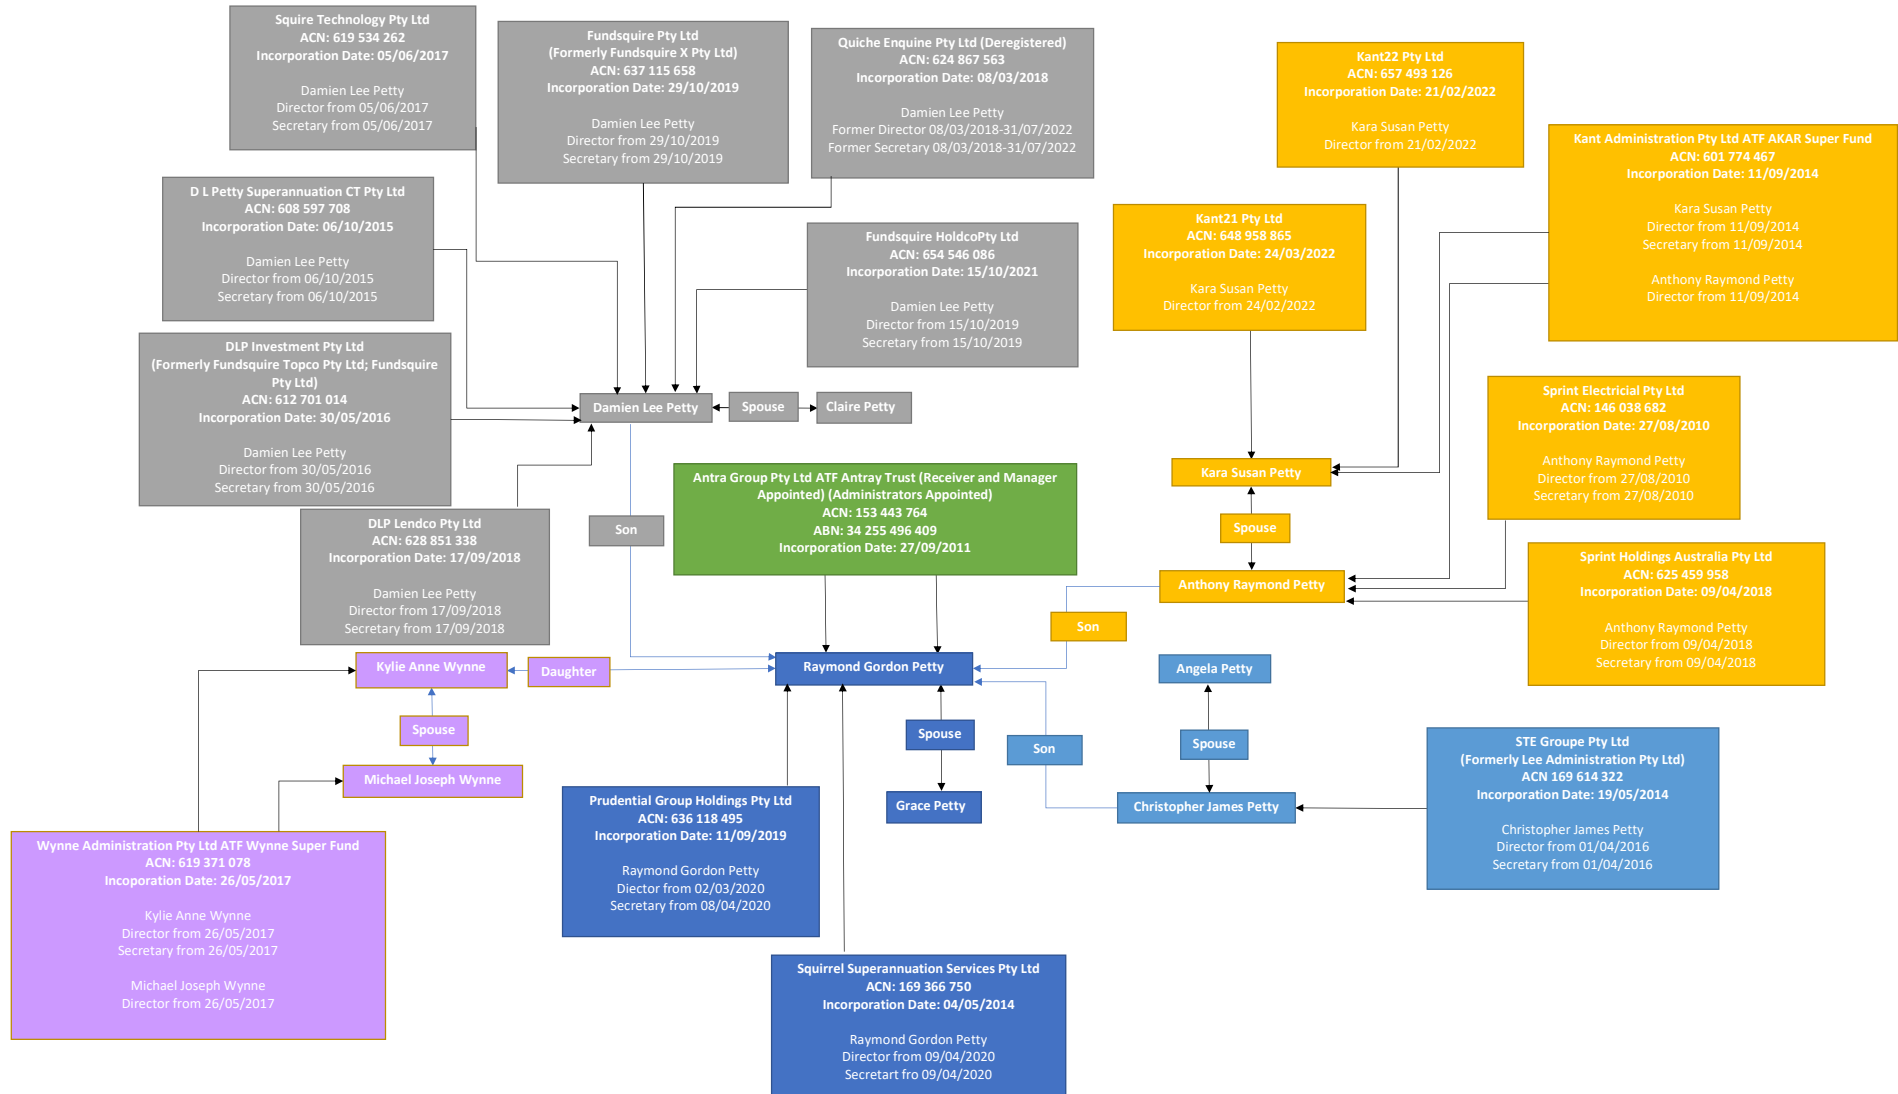 Squire Technology Pty Ltd
ACN: 619 534 262
Incorporation Date: 05/06/2017
Damien Lee Petty
Director from 05/06/2017
Secretary from 05/06/2017
Fundsquire Pty Ltd
(Formerly Fundsquire X Pty Ltd)
ACN: 637 115 658
Incorporation Date: 29/10/2019
Damien Lee Petty
Director from 29/10/2019
Secretary from 29/10/2019
Quiche Enquine Pty Ltd (Deregistered)
ACN: 624 867 563
Incorporation Date: 08/03/2018
Damien Lee Petty
Former Director 08/03/2018-31/07/2022
Former Secretary 08/03/2018-31/07/2022
Kant22 Pty Ltd
ACN: 657 493 126
Incorporation Date: 21/02/2022
Kara Susan Petty
Director from 21/02/2022
Kant Administration Pty Ltd ATF AKAR Super Fund
ACN: 601 774 467
Incorporation Date: 11/09/2014
Kara Susan Petty
Director from 11/09/2014
Secretary from 11/09/2014
Anthony Raymond Petty
Director from 11/09/2014
D L Petty Superannuation CT Pty Ltd
ACN: 608 597 708
Incorporation Date: 06/10/2015
Damien Lee Petty
Director from 06/10/2015
Secretary from 06/10/2015
Fundsquire HoldcoPty Ltd
ACN: 654 546 086
Incorporation Date: 15/10/2021
Damien Lee Petty
Director from 15/10/2019
Secretary from 15/10/2019
Kant21 Pty Ltd
ACN: 648 958 865
Incorporation Date: 24/03/2022
Kara Susan Petty
Director from 24/02/2022
DLP Investment Pty Ltd
(Formerly Fundsquire Topco Pty Ltd; Fundsquire
Pty Ltd)
ACN: 612 701 014
Incorporation Date: 30/05/2016
Damien Lee Petty
Director from 30/05/2016
Secretary from 30/05/2016
Damien Lee Petty
Spouse
Claire Petty
Sprint Electricial Pty Ltd
ACN: 146 038 682
Incorporation Date: 27/08/2010
Anthony Raymond Petty
Director from 27/08/2010
Secretary from 27/08/2010
Kara Susan Petty
Spouse
Antra Group Pty Ltd ATF Antray Trust (Receiver and Manager
Appointed) (Administrators Appointed)
ACN: 153 443 764
ABN: 34 255 496 409
Incorporation Date: 27/09/2011
Son
DLP Lendco Pty Ltd
ACN: 628 851 338
Incorporation Date: 17/09/2018
Damien Lee Petty
Director from 17/09/2018
Secretary from 17/09/2018
Anthony Raymond Petty
Sprint Holdings Australia Pty Ltd
ACN: 625 459 958
Incorporation Date: 09/04/2018
Anthony Raymond Petty
Director from 09/04/2018
Secretary from 09/04/2018
Son
Kylie Anne Wynne
Daughter
Raymond Gordon Petty
Angela Petty
Spouse
Spouse
Son
Spouse
Michael Joseph Wynne
Grace Petty
Christopher James Petty
STE Groupe Pty Ltd
(Formerly Lee Administration Pty Ltd)
ACN 169 614 322
Incorporation Date: 19/05/2014
Christopher James Petty
Director from 01/04/2016
Secretary from 01/04/2016
Prudential Group Holdings Pty Ltd
ACN: 636 118 495
Incorporation Date: 11/09/2019
Raymond Gordon Petty
Diector from 02/03/2020
Secretary from 08/04/2020
Wynne Administration Pty Ltd ATF Wynne Super Fund
ACN: 619 371 078
Incoporation Date: 26/05/2017
Kylie Anne Wynne
Director from 26/05/2017
Secretary from 26/05/2017
Michael Joseph Wynne
Director from 26/05/2017
Squirrel Superannuation Services Pty Ltd
ACN: 169 366 750
Incorporation Date: 04/05/2014
Raymond Gordon Petty
Director from 09/04/2020
Secretart fro 09/04/2020